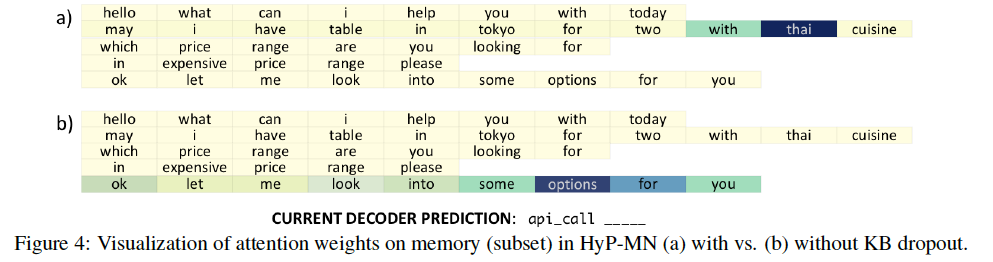 a)
hello what can i help you with today
may i have table in tokyo for two with thai cuisine
which price range are you looking for
in expensive price range please
ok let me look into some options for you
b)
hello what can i help you with today
may i have table in tokyo for two with thai cuisine
which price range are you looking for
in expensive price range please
ok let me look into some options for you
CURRENT DECODER PREDICTION: api_call _____
Figure 4: Visualization of attention weights on memory (subset) in HyP-MN (a) with vs. (b) without KB dropout.